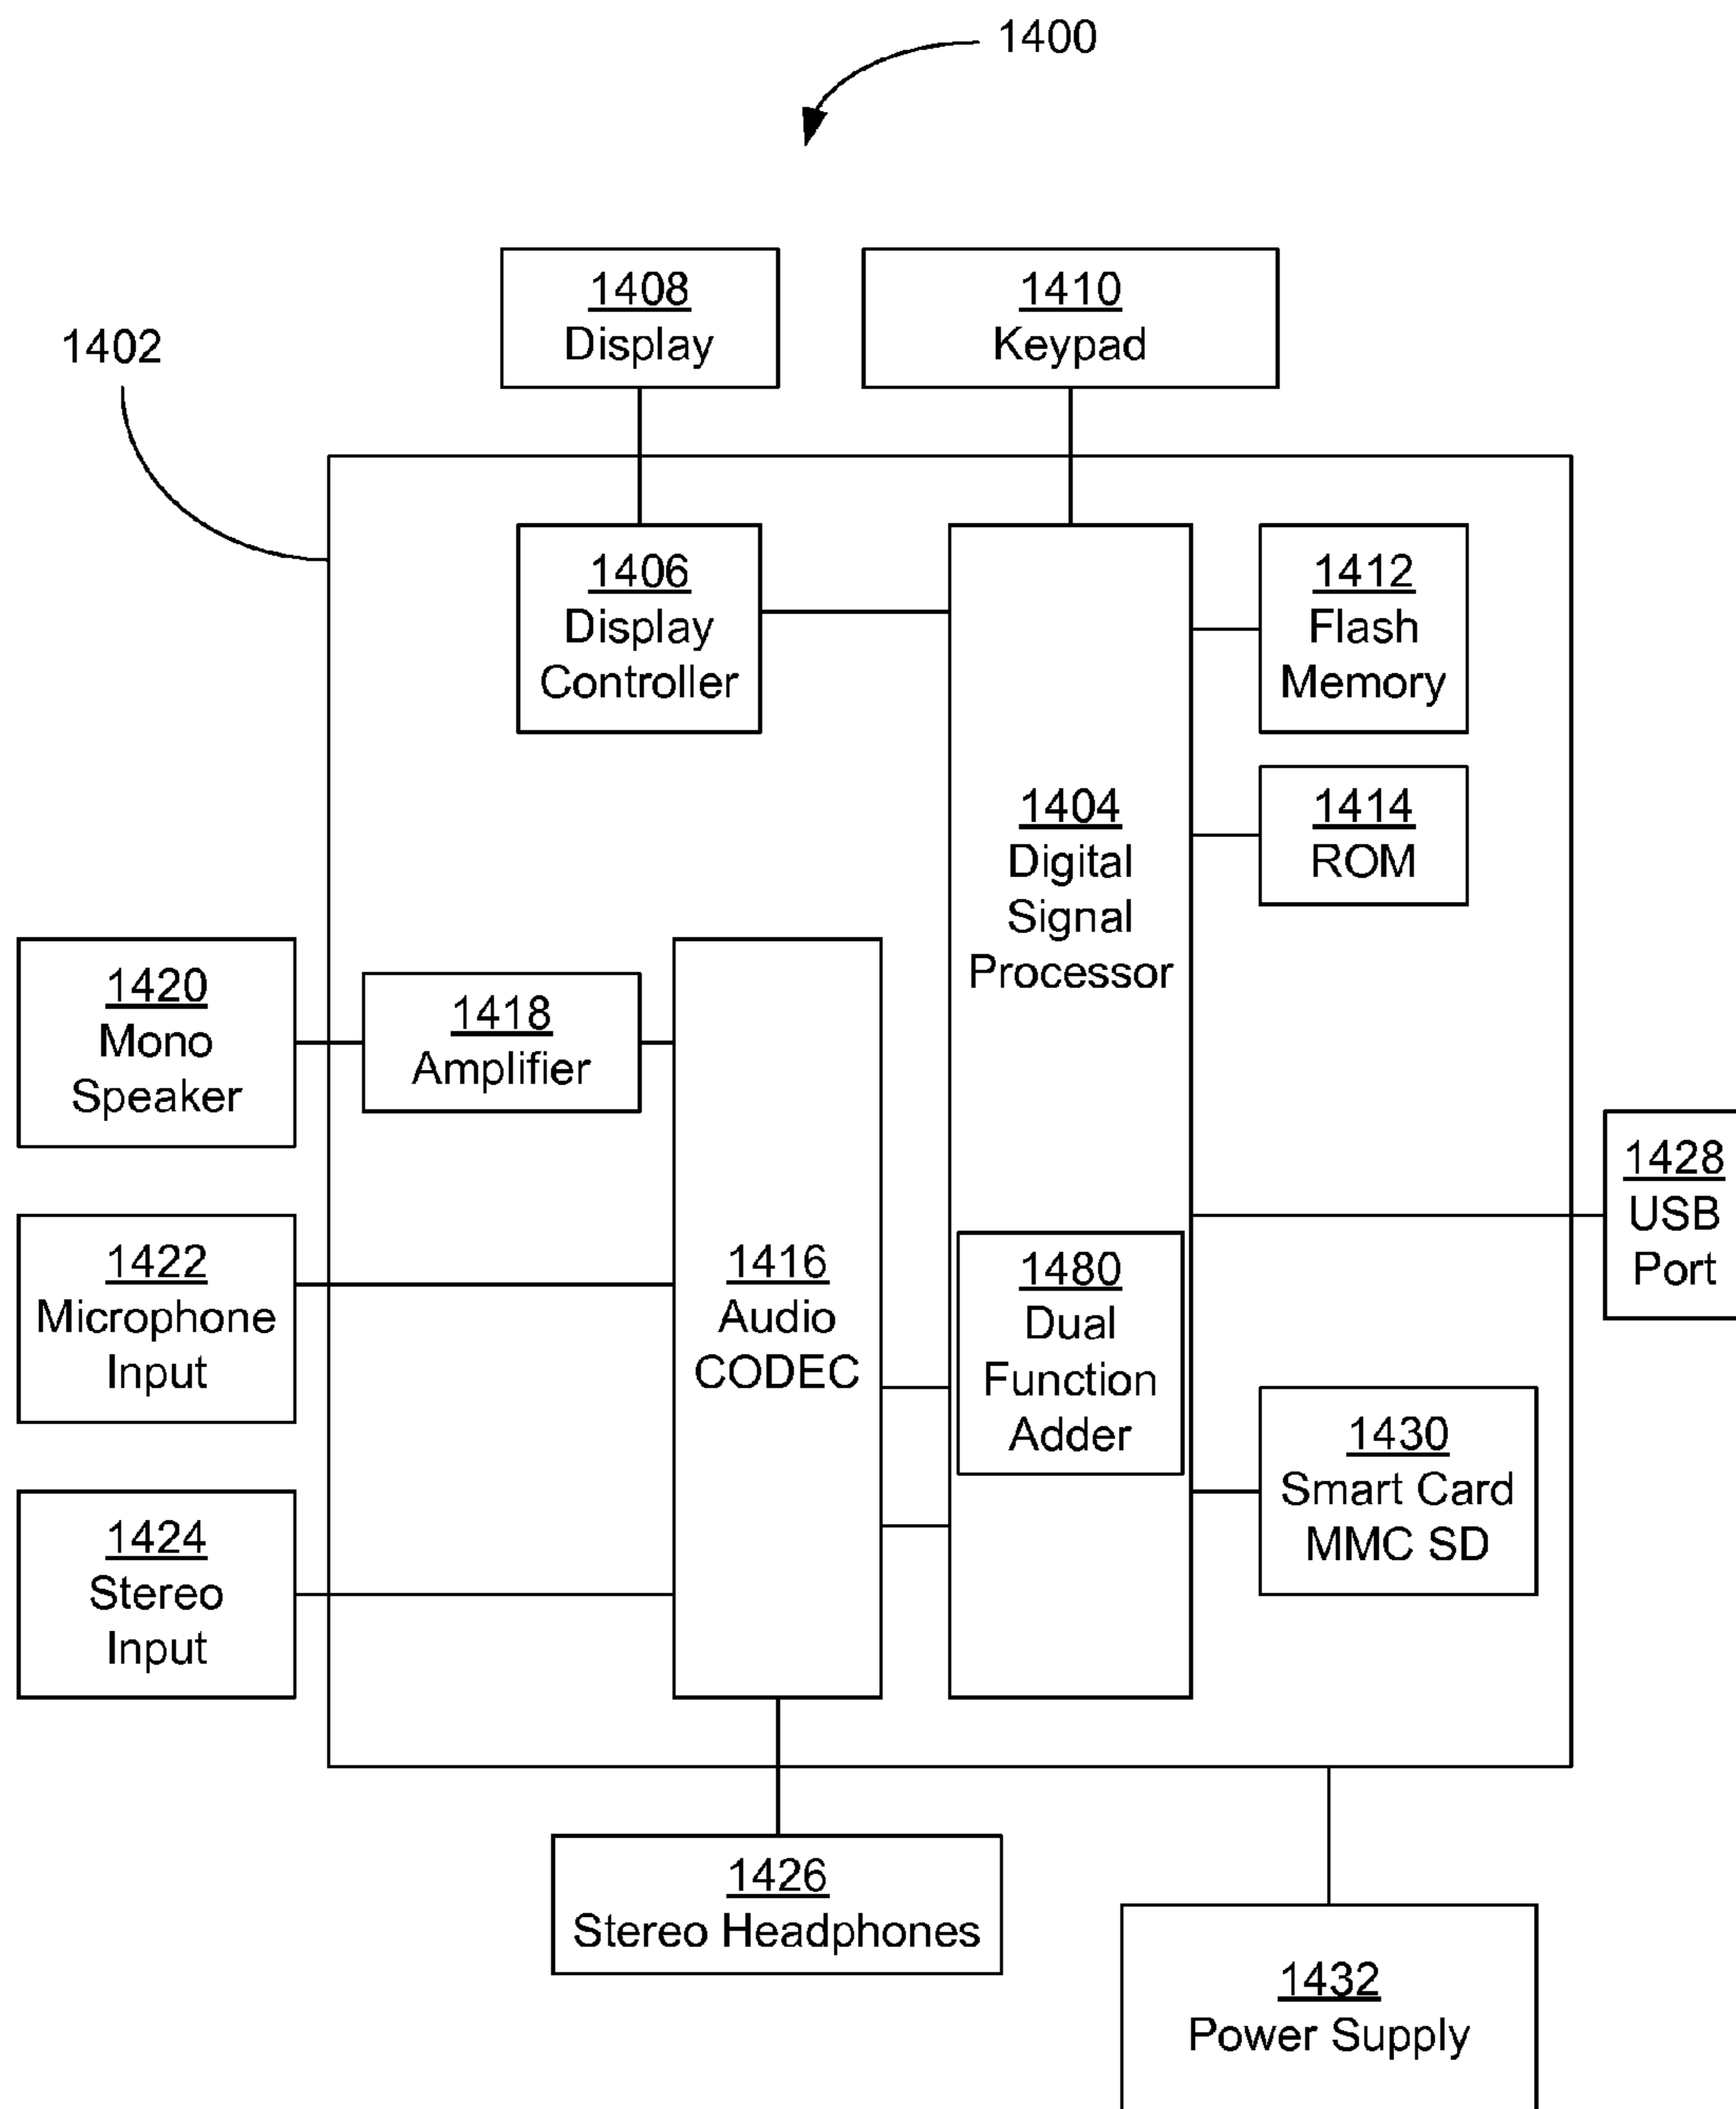 1400
1408
Display
1410
Keypad
1402
1406
Display
Controller
1412
Flash
Memory
1404
Digital
Signal
Processor
1414
ROM
1420
Mono
Speaker
1418
Amplifier
1416
Audio
CODEC
1428
USB
Port
1422
Microphone
Input
1480
Dual
Function
Adder
1430
Smart Card
MMC SD
1424
Stereo
Input
1426
Stereo Headphones
1432
Power Supply